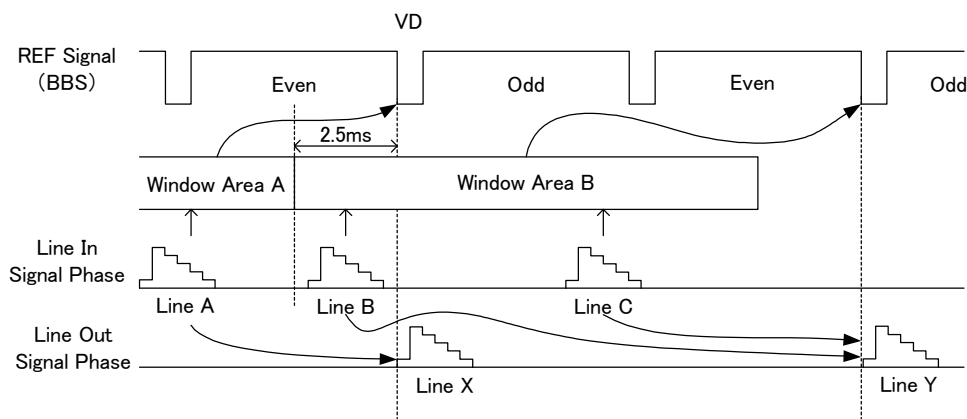 VD
REF Signal
(BBS)
Even
Odd
Even
Odd
2.5ms
Window Area A
Window Area B
Line In
Signal Phase
Line A
Line B
Line C
Line Out
Signal Phase
Line X
Line Y